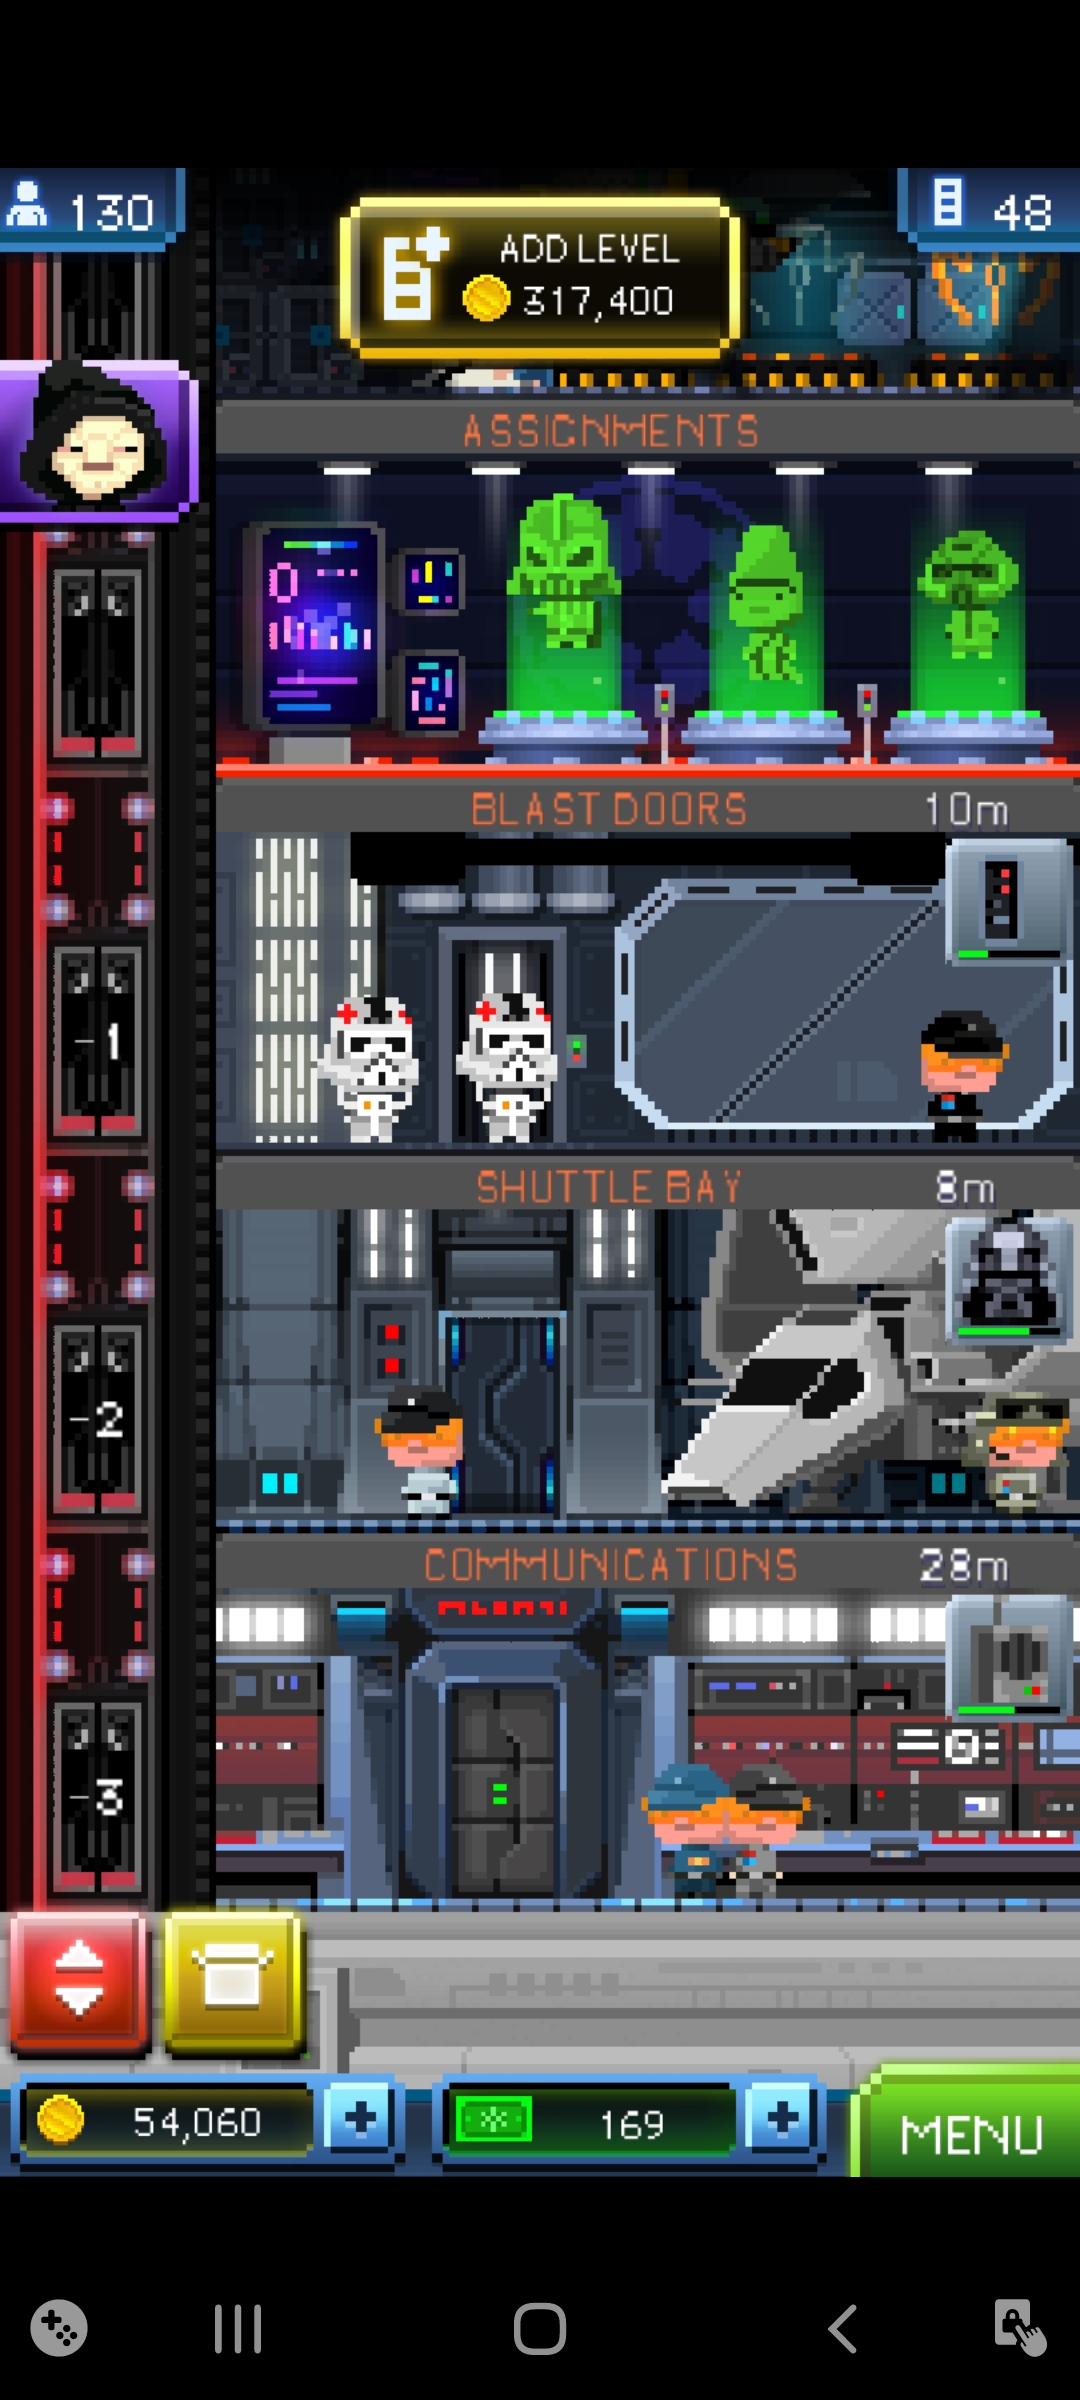 130
48
ADD LEVEL
317,400
ASSIGNMENTS
BLAST DOORS 10m
-1
SHUTTLE BAY 8m
-2
COMMUNICATIONS 28m
-3
54,060
169
MENU